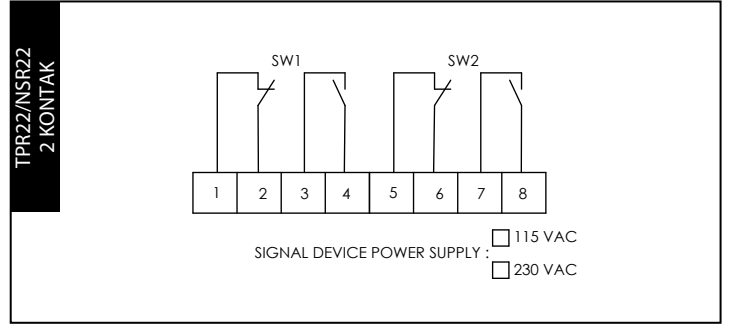 TPR22/NSR22
2 KONTAK
SW1 SW2
1 2 3 4 5 6 7 8
SIGNAL DEVICE POWER SUPPLY :
115 VAC
230 VAC